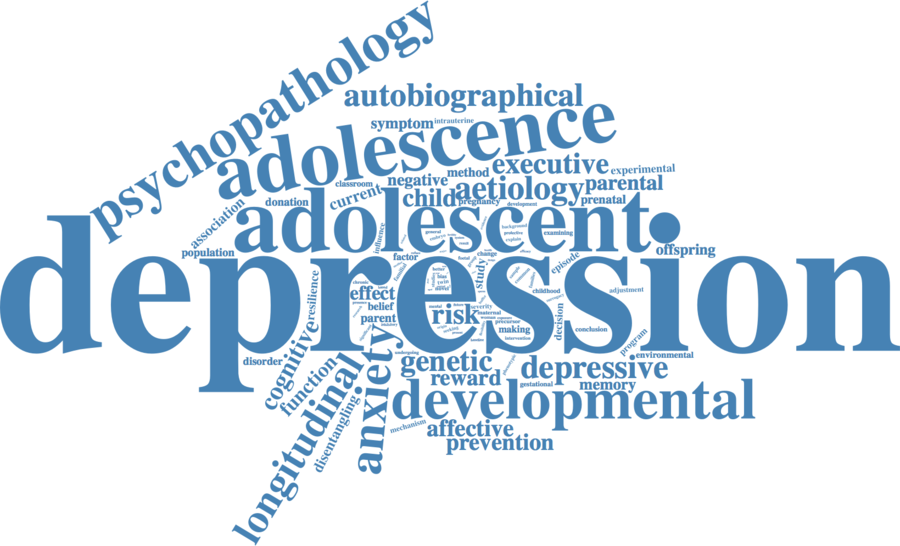 psychopathology
autobiographical
symptom
intrauterine
adolescence
executive
experimental
classroom
negative
method
aetiology
parental
donation
current
child
pregnancy
development
prenatal
association
adolescent
influence
general
background
examining
population
depression
offspring
factor
change
episode
study
resilience
effect
belief
parent
childhood
adjustment
risk
severity
maternal
precursor
making
decision
conclusion
intervention
program
disorder
cognitive
function
longitudinal
disentangling
anxiety
genetic
reward
depressive
environmental
gestational
memory
developmental
mechanism
affective
prevention